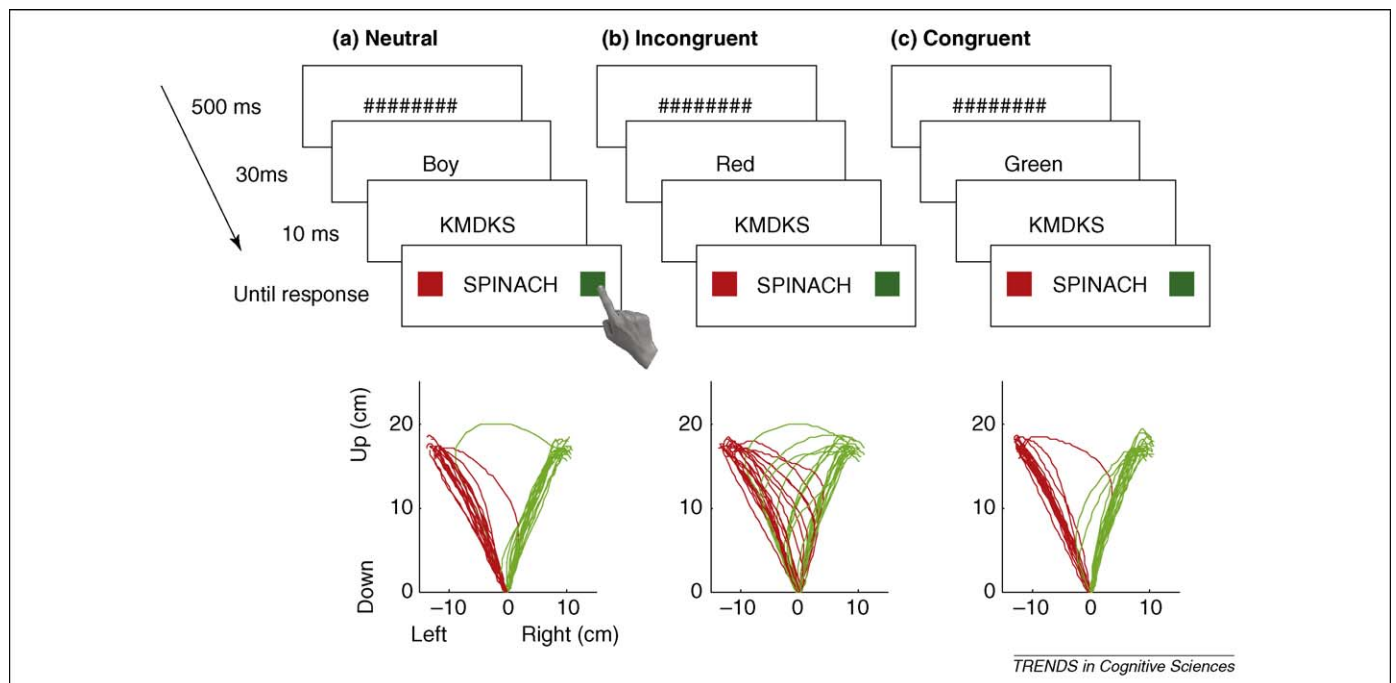 (a) Neutral
(b) Incongruent
(c) Congruent
500 ms
########
########
########
30ms
Boy
Red
Green
10 ms
KMDKS
KMDKS
KMDKS
Until response
SPINACH
SPINACH
SPINACH
Up (cm)
Down
20
10
0
–10
0
10
Left
Right (cm)
20
10
0
–10
0
10
20
10
0
–10
0
10
TRENDS in Cognitive Sciences